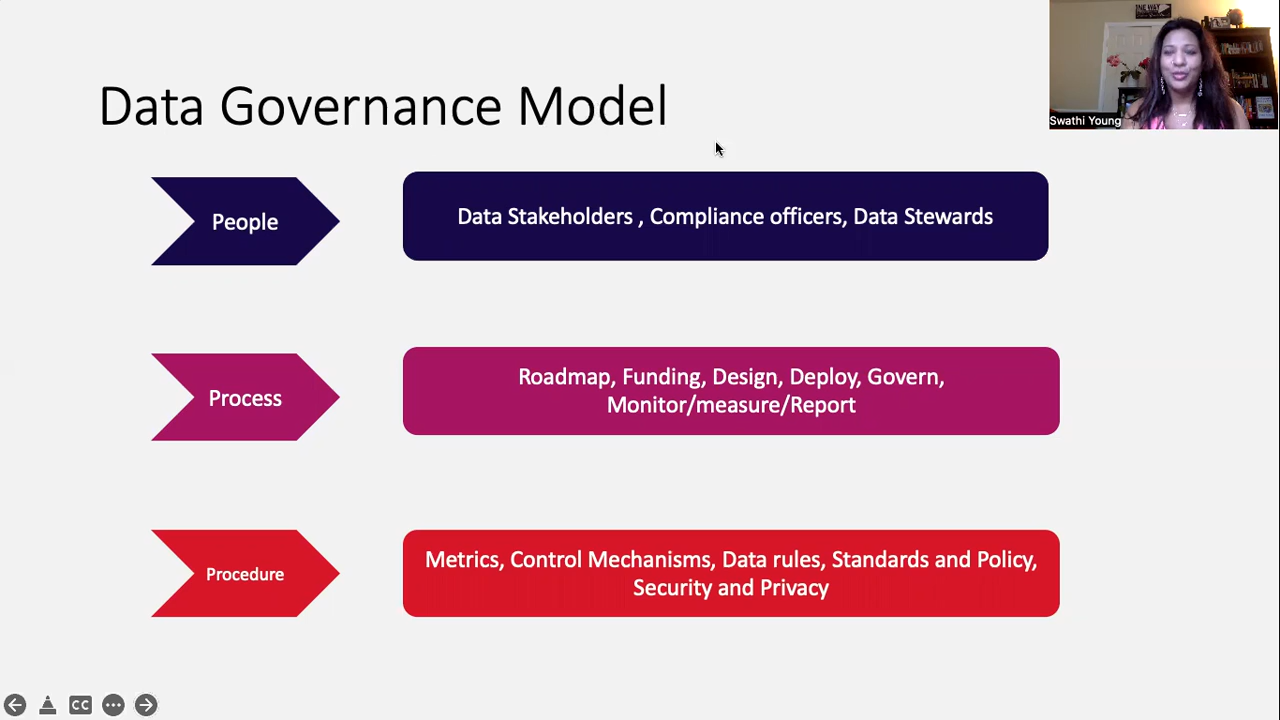 Data Governance Model
Swathi Young
People
Data Stakeholders , Compliance officers, Data Stewards
Process
Roadmap, Funding, Design, Deploy, Govern,
Monitor/measure/Report
Procedure
Metrics, Control Mechanisms, Data rules, Standards and Policy,
Security and Privacy
CC